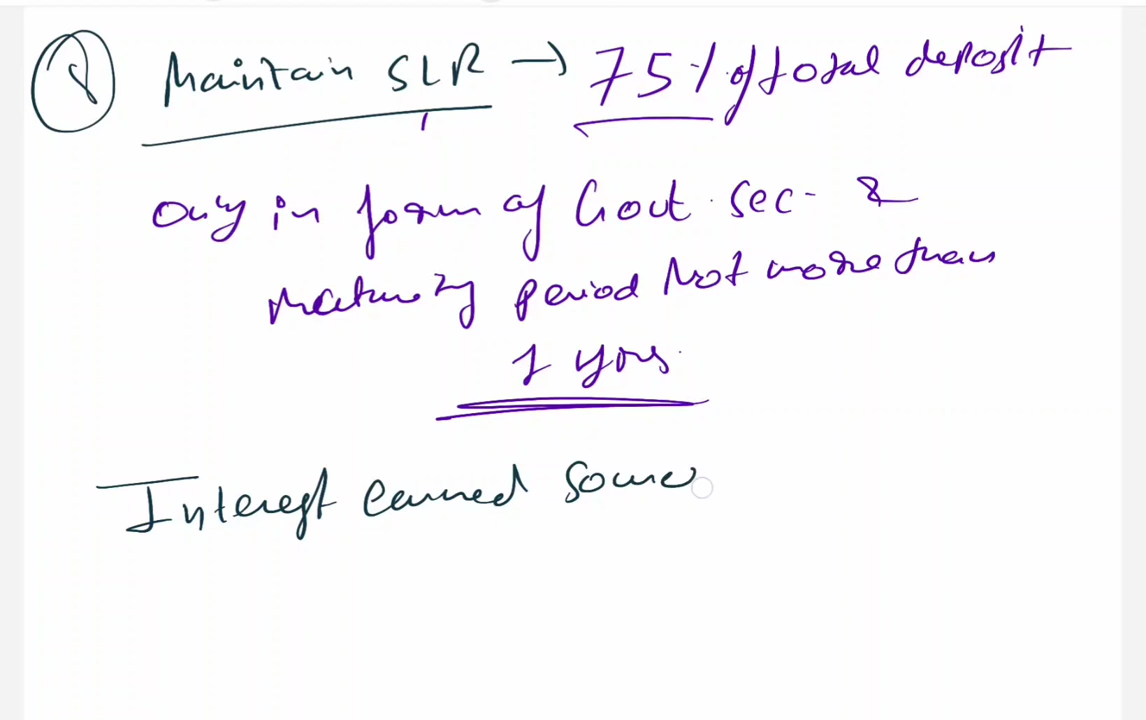 Maintain SLR → 75% of total deposit
Only in form of Govt. Sec- &
Maturity period Not more than
1 yrs.
Interest earned Source